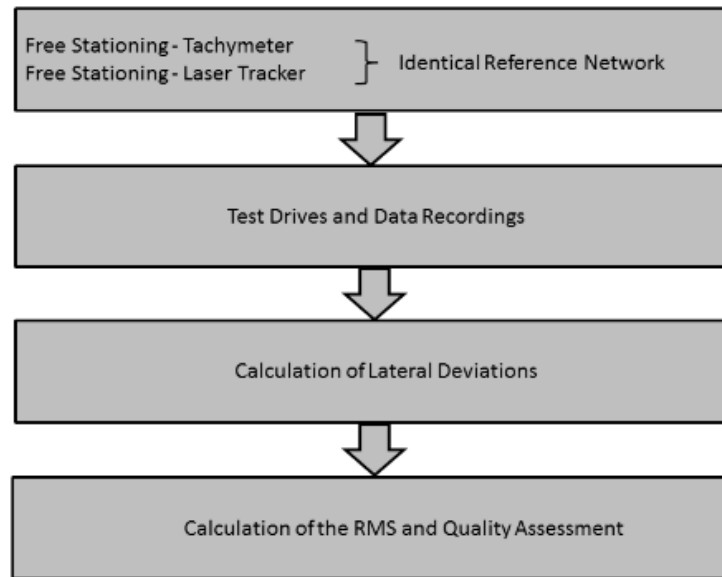 Free Stationing - Tachymeter
Free Stationing - Laser Tracker
Identical Reference Network
Test Drives and Data Recordings
Calculation of Lateral Deviations
Calculation of the RMS and Quality Assessment